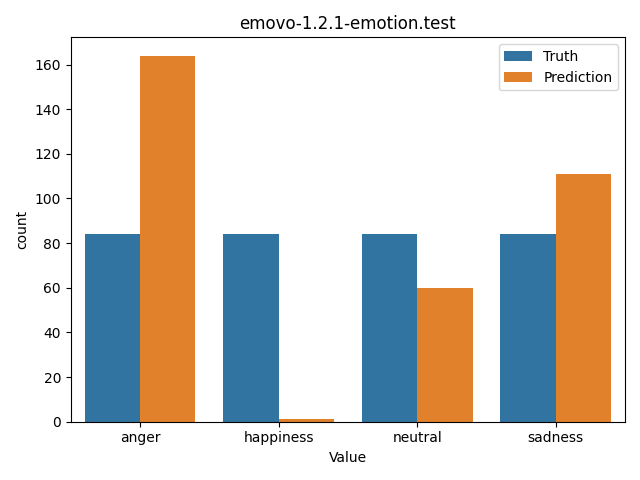 emovo-1.2.1-emotion.test
Truth
Prediction
count
160
140
120
100
80
60
40
20
0
anger happiness neutral sadness
Value